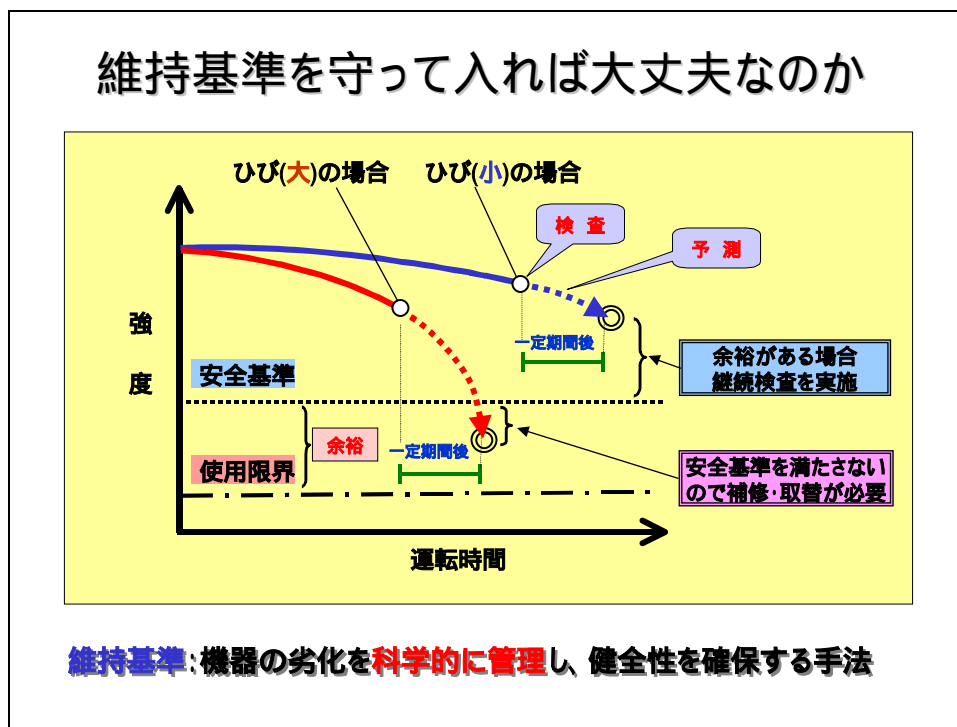 維持基準を守って入れば大丈夫なのか
ひび(大)の場合
ひび(小)の場合
検 査
予 測
強
度
一定期間後
余裕がある場合
継続検査を実施
安全基準
余裕
一定期間後
使用限界
安全基準を満たさない
ので補修･取替が必要
運転時間
維持基準:機器の劣化を科学的に管理し、健全性を確保する手法